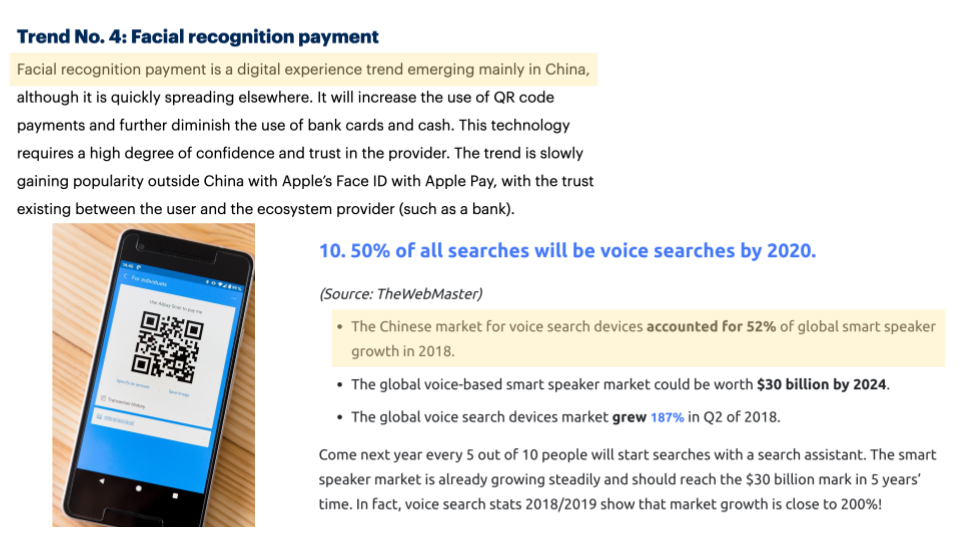 Trend No. 4: Facial recognition payment
Facial recognition payment is a digital experience trend emerging mainly in China,
although it is quickly spreading elsewhere. It will increase the use of QR code
payments and further diminish the use of bank cards and cash. This technology
requires a high degree of confidence and trust in the provider. The trend is slowly
gaining popularity outside China with Apple's Face ID with Apple Pay, with the trust
existing between the user and the ecosystem provider (such as a bank).
For individuals
Use Alipay Scan to pay me
Specify an amount
Save Image
Transaction History
10. 50% of all searches will be voice searches by 2020.
(Source: TheWebMaster)
• The Chinese market for voice search devices accounted for 52% of global smart speaker
growth in 2018.
• The global voice-based smart speaker market could be worth $30 billion by 2024.
• The global voice search devices market grew 187% in Q2 of 2018.
Come next year every 5 out of 10 people will start searches with a search assistant. The smart
speaker market is already growing steadily and should reach the $30 billion mark in 5 years'
time. In fact, voice search stats 2018/2019 show that market growth is close to 200%!